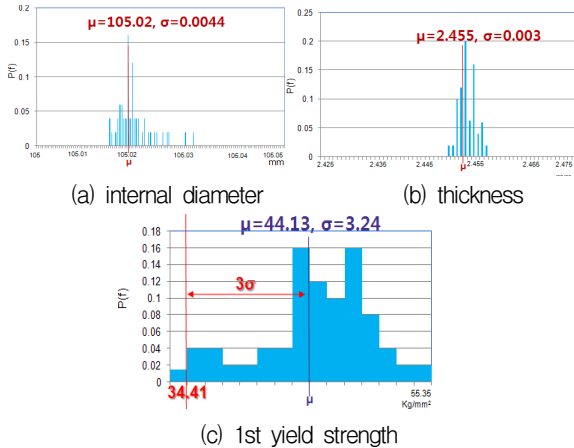 μ=105.02, σ=0.0044
P(f)
0.2
0.15
0.1
0.05
0
105
105.01
105.02
105.03
105.04
105.05
mm
μ
(a) internal diameter
μ=2.455, σ=0.003
P(f)
0.2
0.15
0.1
0.05
0
2.425
2.435
2.445
2.455
2.465
2.475
μ
(b) thickness
μ=44.13, σ=3.24
P(f)
0.18
0.16
0.14
0.12
0.1
0.08
0.06
0.04
0.02
0
3σ
34.41
μ
55.36
Kg/mm²
(c) 1st yield strength